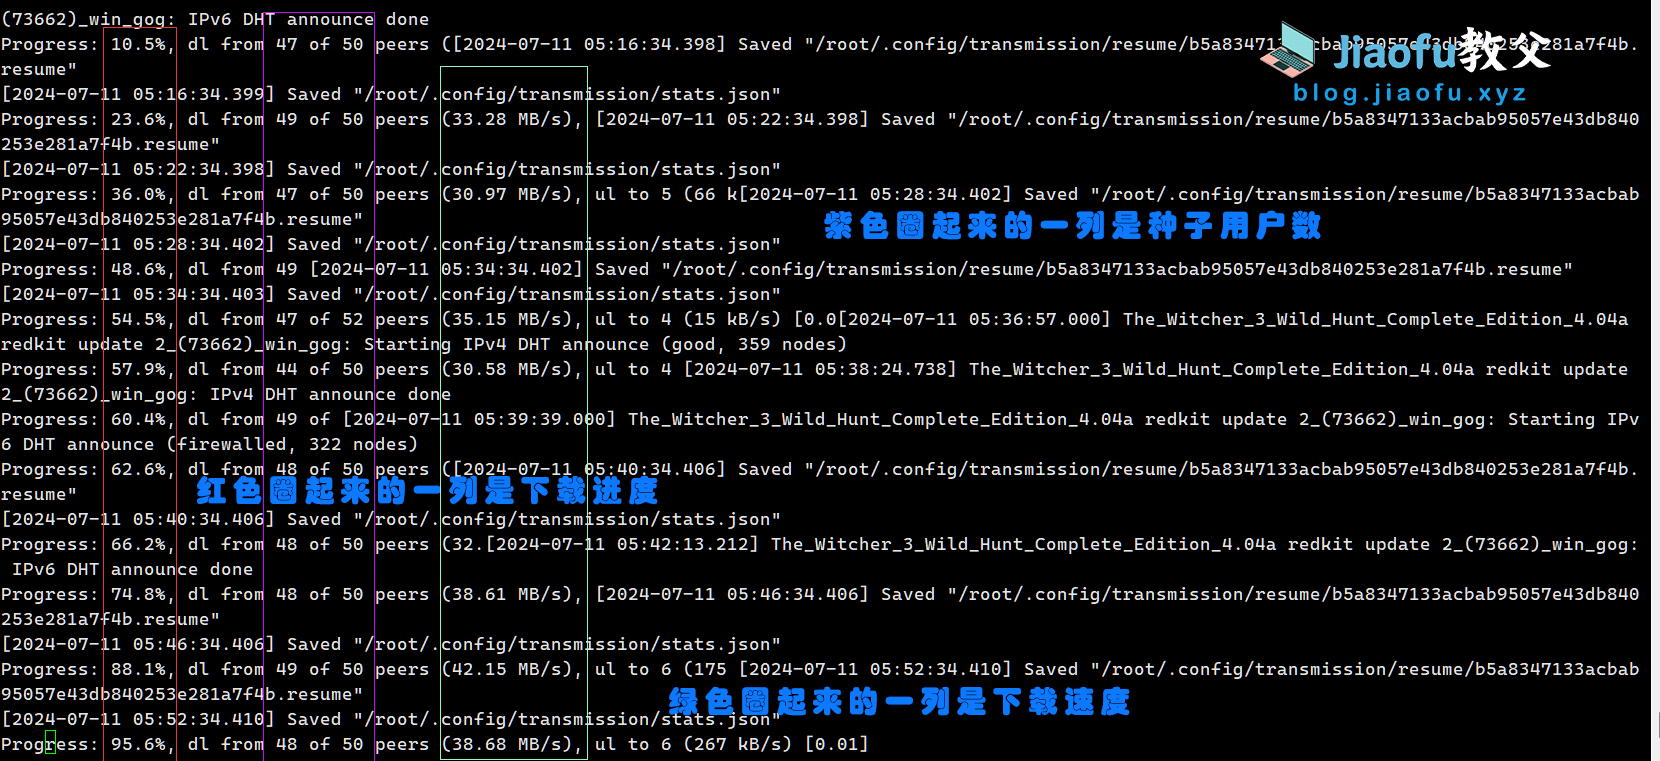 (73662)_win_gog: IPv6 DHT announce done
Progress: 10.5%, dl from 47 of 50 peers ([2024-07-11 05:16:34.398] Saved "/root/.config/transmission/resume/b5a8347133acbab95057e43db840253e281a7f4b.
resume"
Jiaofu教父
[2024-07-11 05:16:34.399] Saved "/root/.config/transmission/stats.json"
blog.jiaofu.xyz
Progress: 23.6%, dl from 49 of 50 peers (33.28 MB/s), [2024-07-11 05:22:34.398] Saved "/root/.config/transmission/resume/b5a8347133acbab95057e43db840
253e281a7f4b.resume"
[2024-07-11 05:22:34.398] Saved "/root/.config/transmission/stats.json"
Progress: 36.0%, dl from 47 of 50 peers (30.97 MB/s), ul to 5 (66 k[2024-07-11 05:28:34.402] Saved "/root/.config/transmission/resume/b5a8347133acbab
95057e43db840253e281a7f4b.resume"
紫色圈起来的一列是种子用户数
[2024-07-11 05:28:34.402] Saved "/root/.config/transmission/stats.json"
Progress: 48.6%, dl from 49 [2024-07-11 05:34:34.402] Saved "/root/.config/transmission/resume/b5a8347133acbab95057e43db840253e281a7f4b.resume"
[2024-07-11 05:34:34.403] Saved "/root/.config/transmission/stats.json"
Progress: 54.5%, dl from 47 of 52 peers (35.15 MB/s), ul to 4 (15 kB/s) [0.0[2024-07-11 05:36:57.000] The_Witcher_3_Wild_Hunt_Complete_Edition_4.04a
redkit update 2_(73662)_win_gog: Starting IPv4 DHT announce (good, 359 nodes)
Progress: 57.9%, dl from 44 of 50 peers (30.58 MB/s), ul to 4 [2024-07-11 05:38:24.738] The_Witcher_3_Wild_Hunt_Complete_Edition_4.04a redkit update
2_(73662)_win_gog: IPv4 DHT announce done
Progress: 60.4%, dl from 49 of [2024-07-11 05:39:39.000] The_Witcher_3_Wild_Hunt_Complete_Edition_4.04a redkit update 2_(73662)_win_gog: Starting IPv
6 DHT announce (firewalled, 322 nodes)
Progress: 62.6%, dl from 48 of 50 peers ([2024-07-11 05:40:34.406] Saved "/root/.config/transmission/resume/b5a8347133acbab95057e43db840253e281a7f4b.
resume"
红色圈起来的一列是下载进度
[2024-07-11 05:40:34.406] Saved "/root/.config/transmission/stats.json"
Progress: 66.2%, dl from 48 of 50 peers (32.[2024-07-11 05:42:13.212] The_Witcher_3_Wild_Hunt_Complete_Edition_4.04a redkit update 2_(73662)_win_gog:
IPv6 DHT announce done
Progress: 74.8%, dl from 48 of 50 peers (38.61 MB/s), [2024-07-11 05:46:34.406] Saved "/root/.config/transmission/resume/b5a8347133acbab95057e43db840
253e281a7f4b.resume"
[2024-07-11 05:46:34.406] Saved "/root/.config/transmission/stats.json"
Progress: 88.1%, dl from 49 of 50 peers (42.15 MB/s), ul to 6 (175 [2024-07-11 05:52:34.410] Saved "/root/.config/transmission/resume/b5a8347133acbab
95057e43db840253e281a7f4b.resume"
绿色圈起来的一列是下载速度
[2024-07-11 05:52:34.410] Saved "/root/.config/transmission/stats.json"
Progress: 95.6%, dl from 48 of 50 peers (38.68 MB/s), ul to 6 (267 kB/s) [0.01]